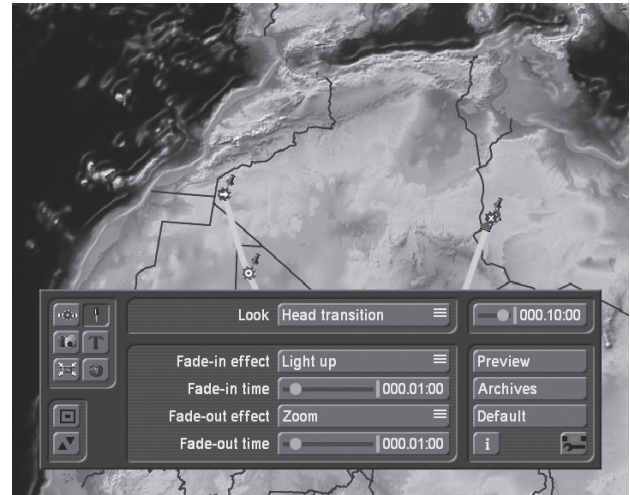 Look Head transition 000.10:00
Fade-in effect Light up Preview
Fade-in time 000.01:00 Archives
Fade-out effect Zoom Default
Fade-out time 000.01:00 i
T